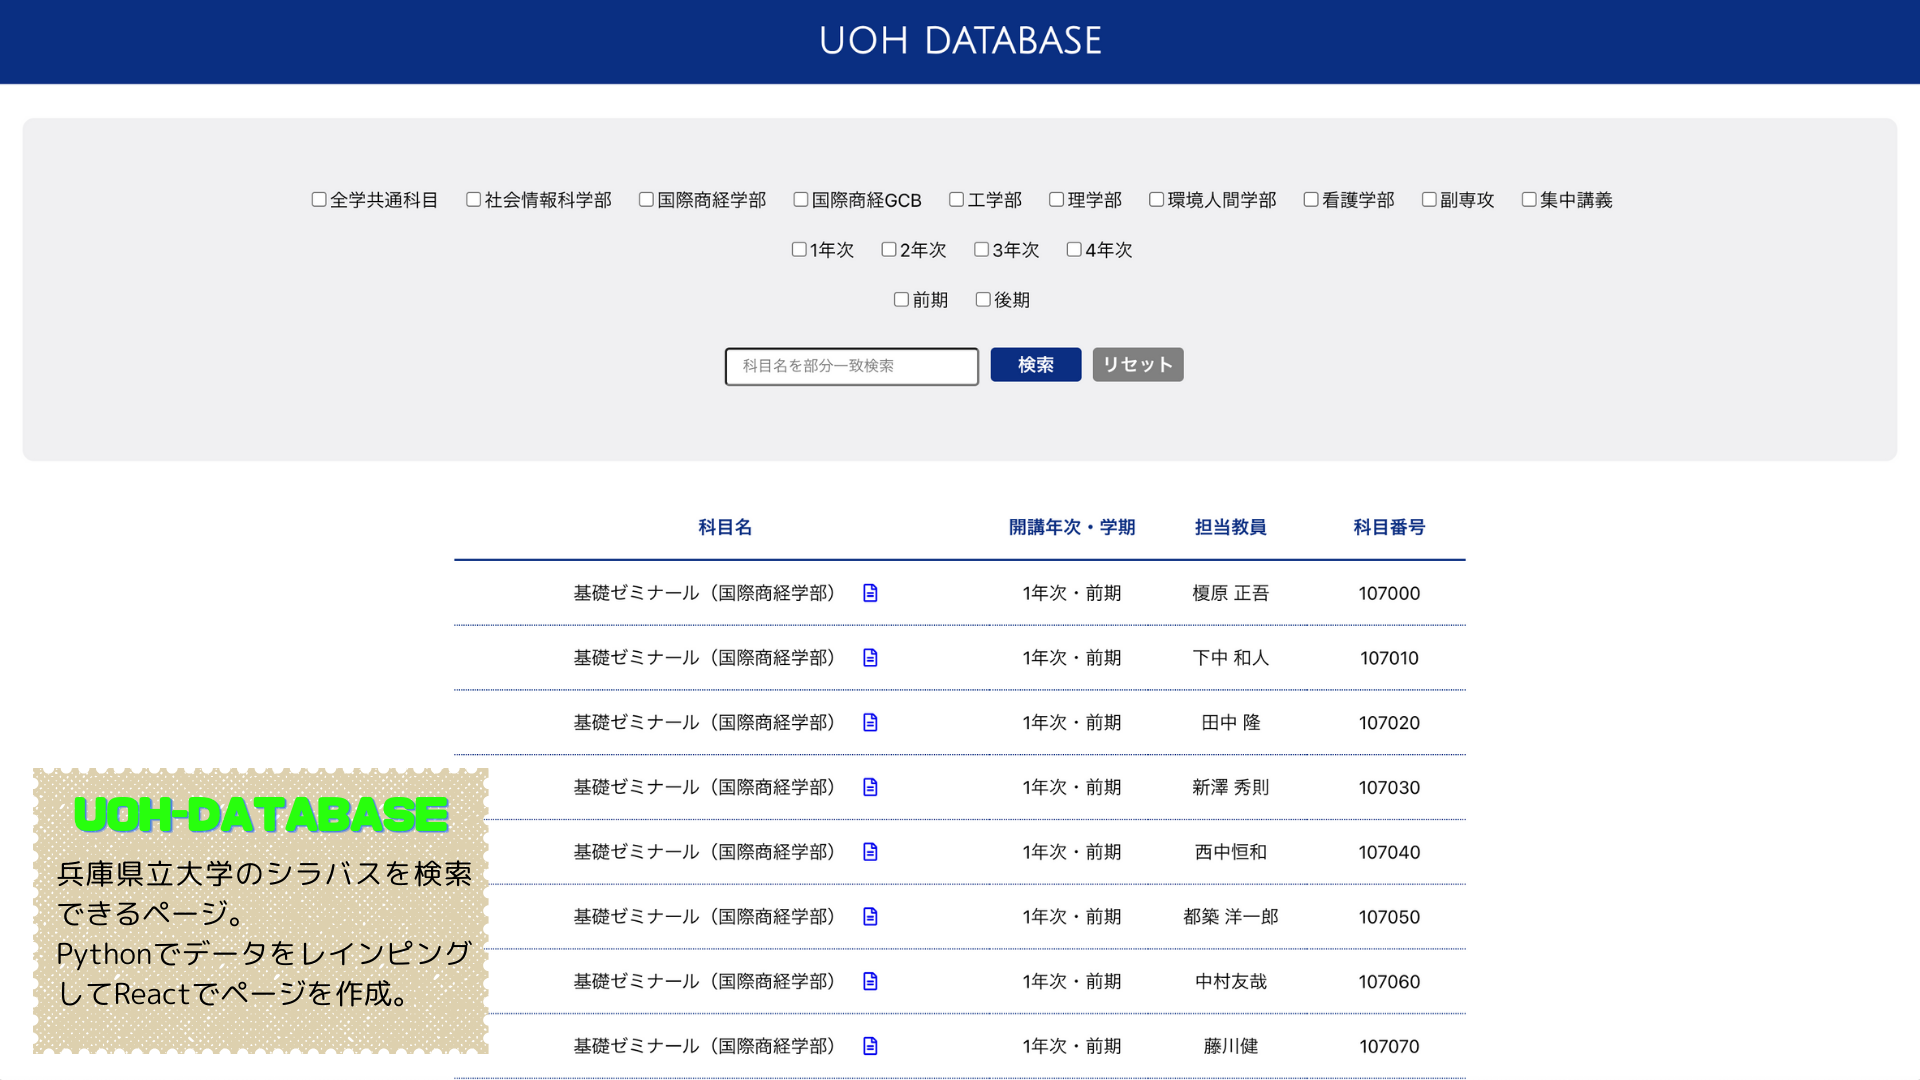 UOH DATABASE
全学共通科目 社会情報科学部 国際商経学部 国際商経GCB 工学部 理学部 環境人間学部 看護学部 副専攻 集中講義
1年次 2年次 3年次 4年次
前期 後期
科目名を部分一致検索 検索 リセット
科目名 開講年次・学期 担当教員 科目番号
基礎ゼミナール（国際商経学部） 1年次・前期 榎原 正吾 107000
基礎ゼミナール（国際商経学部） 1年次・前期 下中 和人 107010
基礎ゼミナール（国際商経学部） 1年次・前期 田中 隆 107020
基礎ゼミナール（国際商経学部） 1年次・前期 新澤 秀則 107030
基礎ゼミナール（国際商経学部） 1年次・前期 西中恒和 107040
基礎ゼミナール（国際商経学部） 1年次・前期 都築 洋一郎 107050
基礎ゼミナール（国際商経学部） 1年次・前期 中村友哉 107060
基礎ゼミナール（国際商経学部） 1年次・前期 藤川健 107070
UOH-DATABASE
兵庫県立大学のシラバスを検索
できるページ。
Pythonでデータをレインピング
してReactでページを作成。